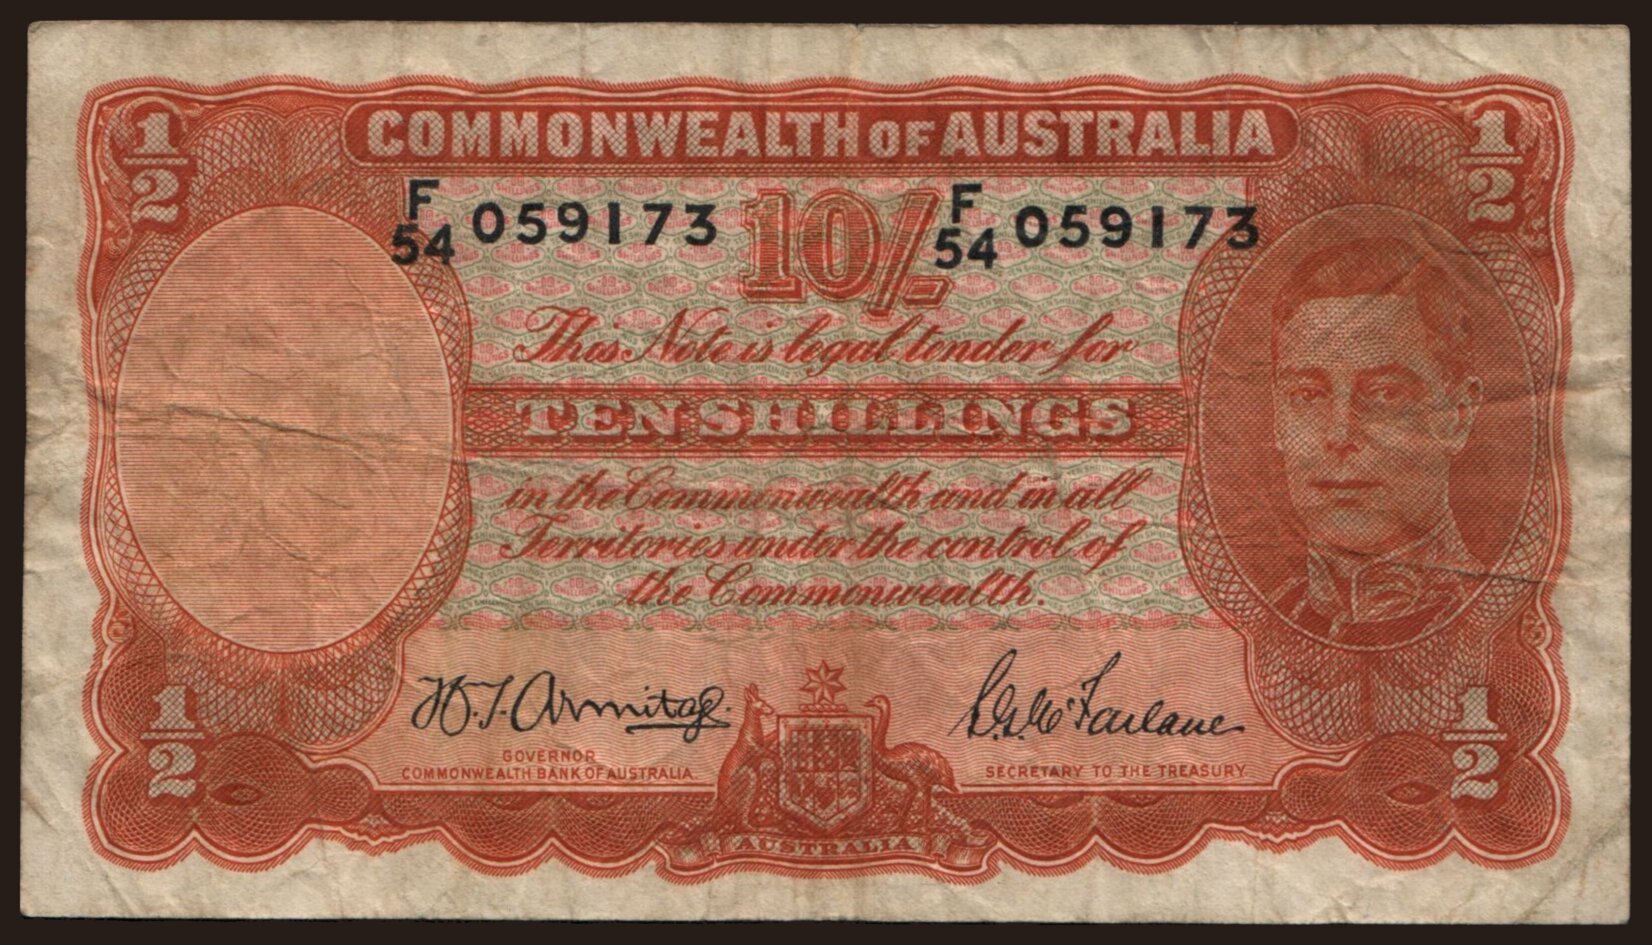 1/2
COMMONWEALTH OF AUSTRALIA
1/2
F/54 059173
10/-
F/54 059173
This Note is legal tender for
TEN SHILLINGS
in the Commonwealth and in all
Territories under the control of
the Commonwealth.
H.T. Armitage.
GOVERNOR
COMMONWEALTH BANK OF AUSTRALIA
S.G. McFarlane
SECRETARY TO THE TREASURY
1/2
1/2
AUSTRALIA